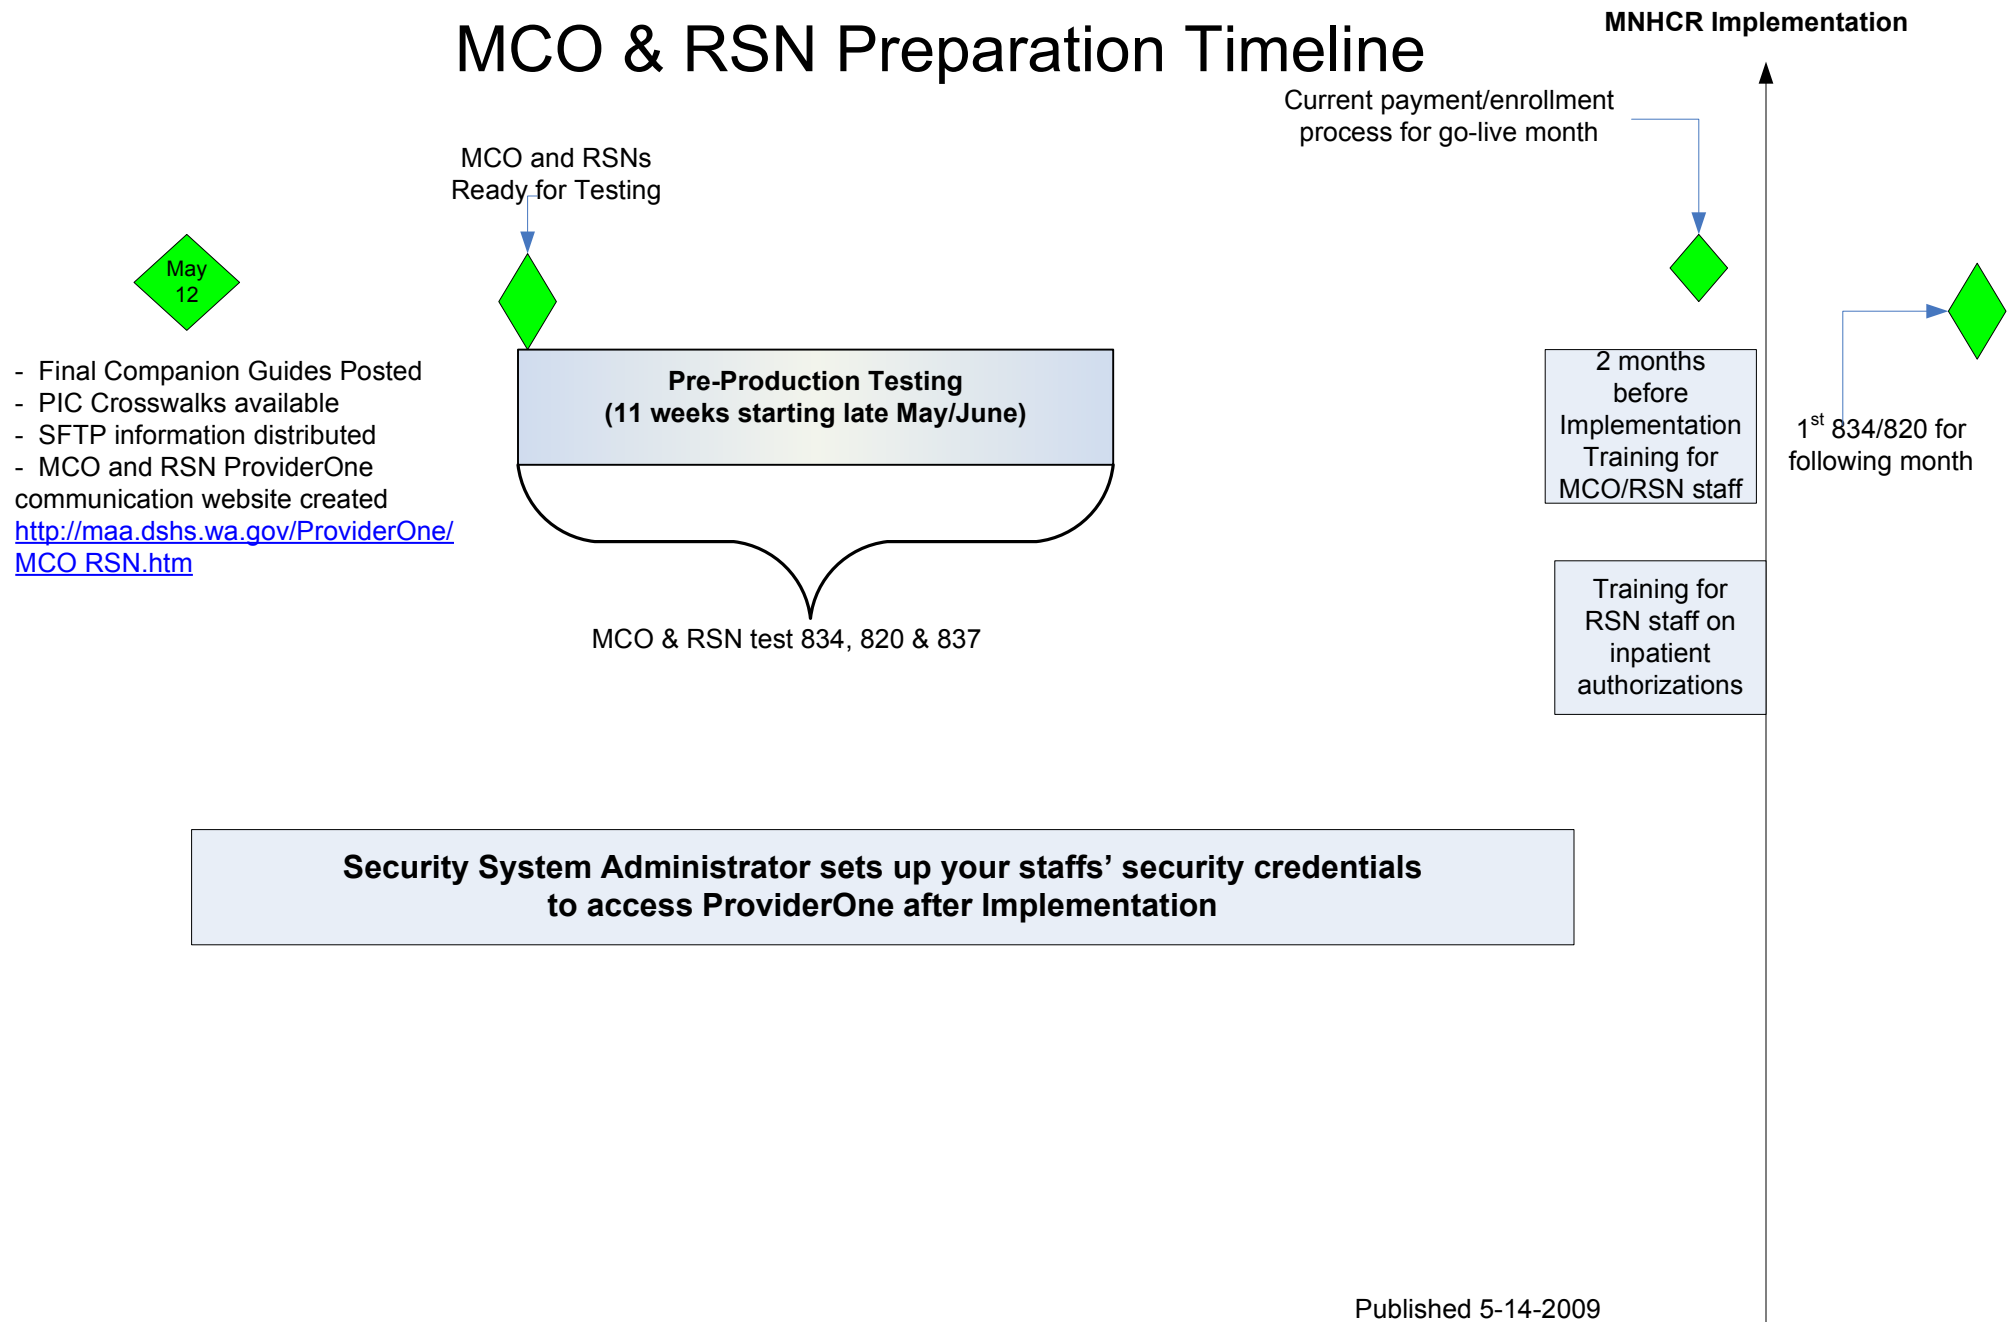 MCO & RSN Preparation Timeline
MNHCR Implementation
Current payment/enrollment
process for go-live month
MCO and RSNs
Ready for Testing
May
12
- Final Companion Guides Posted
- PIC Crosswalks available
- SFTP information distributed
- MCO and RSN ProviderOne
communication website created
http://maa.dshs.wa.gov/ProviderOne/
MCO RSN.htm
Pre-Production Testing
(11 weeks starting late May/June)
MCO & RSN test 834, 820 & 837
2 months
before
Implementation
Training for
MCO/RSN staff
1st 834/820 for
following month
Training for
RSN staff on
inpatient
authorizations
Security System Administrator sets up your staffs’ security credentials
to access ProviderOne after Implementation
Published 5-14-2009